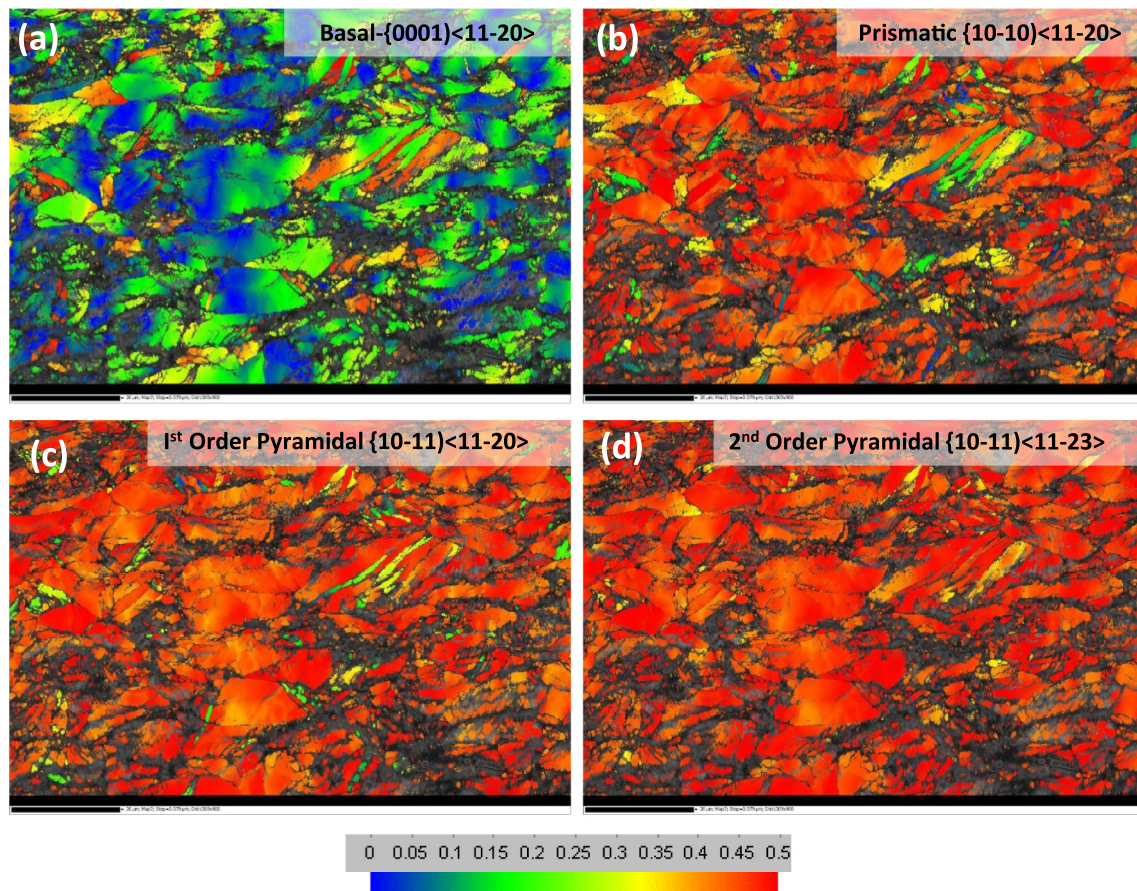 (a)
Basal-{0001)<11-20>
(b)
Prismatic {10-10)<11-20>
(c)
Ist Order Pyramidal {10-11)<11-20>
(d)
2nd Order Pyramidal {10-11)<11-23>
0 0.05 0.1 0.15 0.2 0.25 0.3 0.35 0.4 0.45 0.5